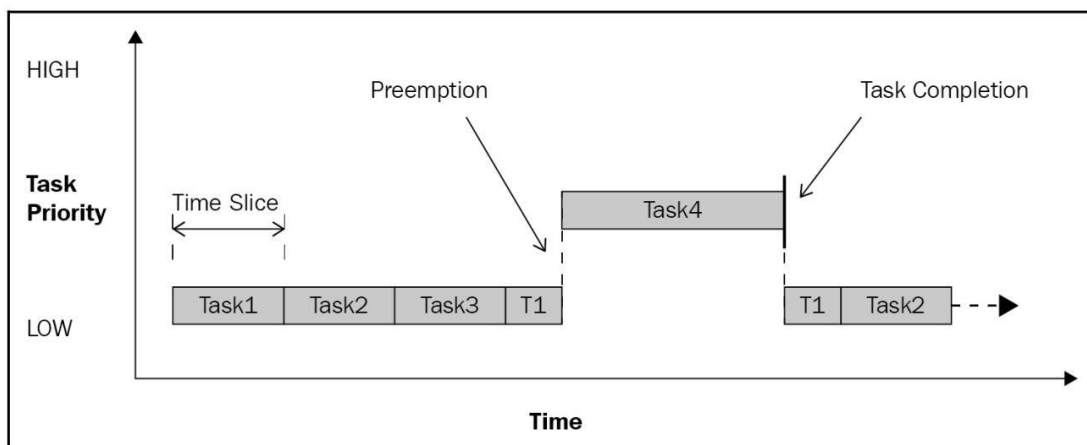 HIGH
Preemption
Task Completion
Task
Priority
Time Slice
Task4
Task1
Task2
Task3
T1
T1
Task2
LOW
Time